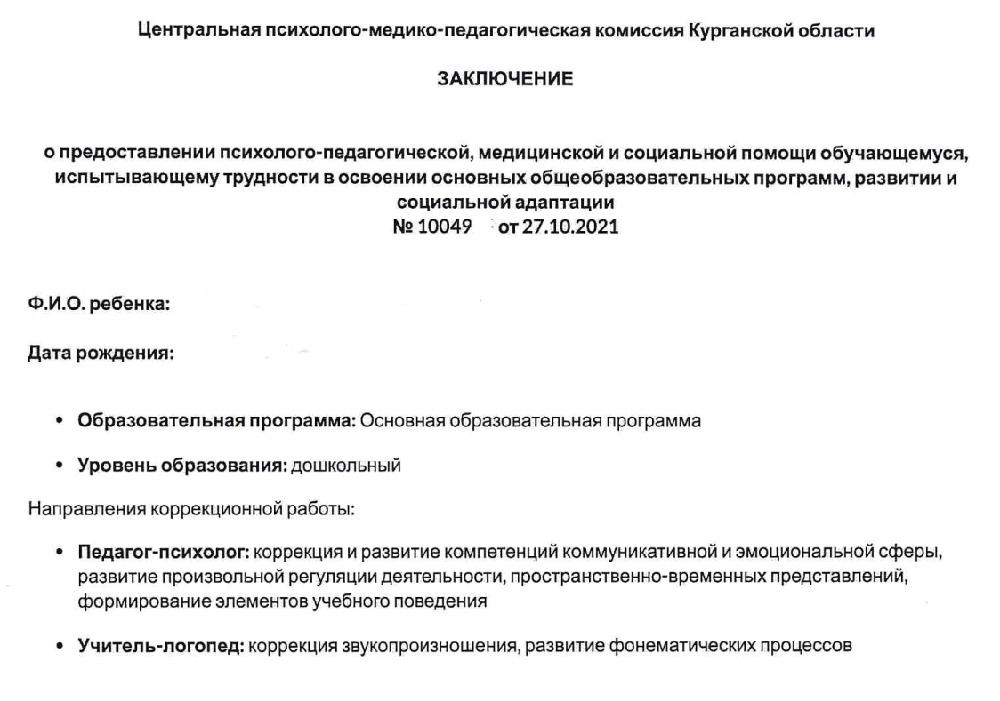 Центральная психолого-медико-педагогическая комиссия Курганской области
ЗАКЛЮЧЕНИЕ
о предоставлении психолого-педагогической, медицинской и социальной помощи обучающемуся,
испытывающему трудности в освоении основных общеобразовательных программ, развитии и
социальной адаптации
№ 10049 от 27.10.2021
Ф.И.О. ребенка:
Дата рождения:
• Образовательная программа: Основная образовательная программа
• Уровень образования: дошкольный
Направления коррекционной работы:
• Педагог-психолог: коррекция и развитие компетенций коммуникативной и эмоциональной сферы,
развитие произвольной регуляции деятельности, пространственно-временных представлений,
формирование элементов учебного поведения
• Учитель-логопед: коррекция звукопроизношения, развитие фонематических процессов